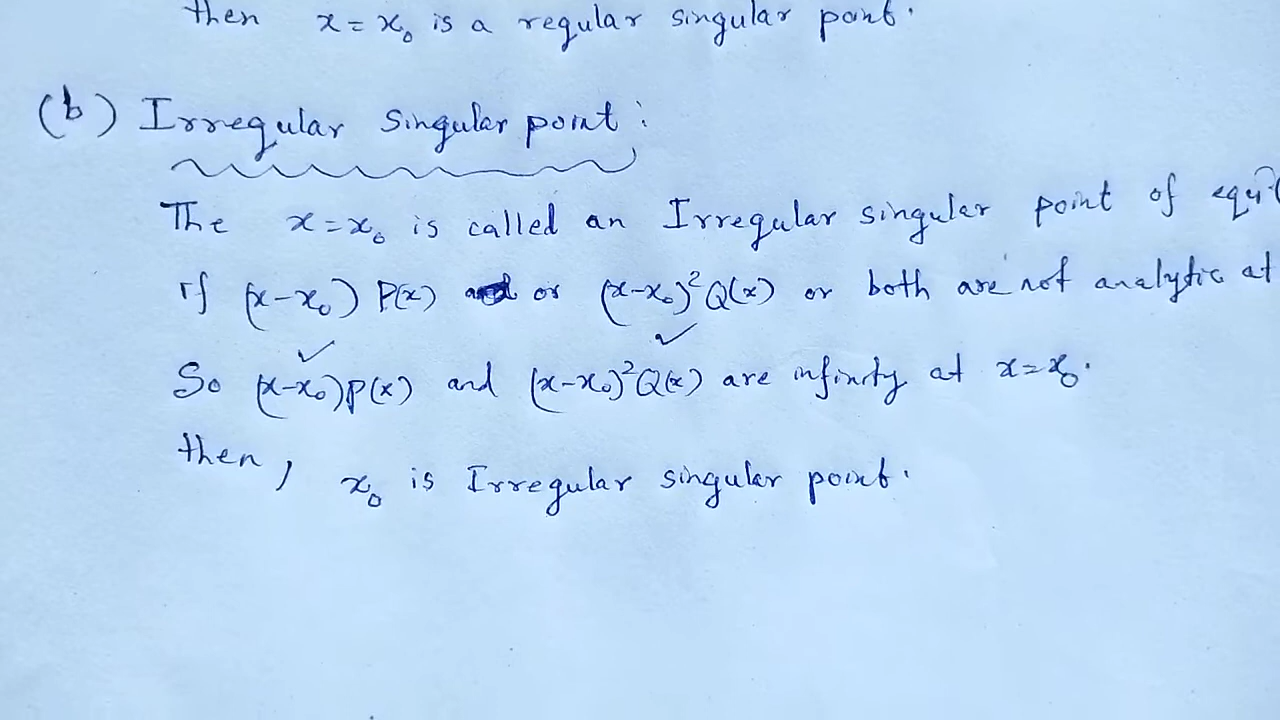 then x = x₀ is a regular singular point.
(b) Irregular Singular point :
The x = x₀ is called an Irregular singular point of
If (x-x₀) P(x) or (x-x₀)² Q(x) or both are not analytic at
So (x-x₀)P(x) and (x-x₀)²Q(x) are infinity at x = x₀.
then, x₀ is Irregular singular point.